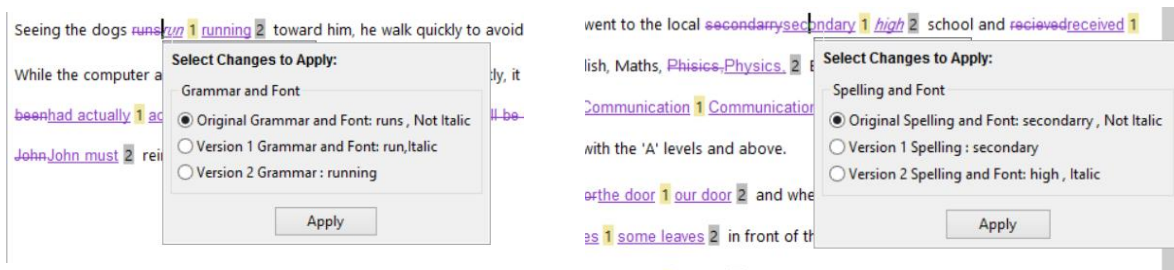 Seeing the dogs runsrun 1 running 2 toward him, he walk quickly to avoid
While the computer a
ly, it
beenhad actually 1 ac
ll be
JohnJohn must 2 rei
Select Changes to Apply:
Grammar and Font
Original Grammar and Font: runs , Not Italic
Version 1 Grammar and Font: run,Italic
Version 2 Grammar : running
Apply
went to the local secondarrysecondary 1 high 2 school and recievedreceived 1
lish, Maths, Phisics,Physics, 2 E
Communication 1 Communication
with the 'A' levels and above.
orthe door 1 our door 2 and whe
es 1 some leaves 2 in front of th
Select Changes to Apply:
Spelling and Font
Original Spelling and Font: secondarry , Not Italic
Version 1 Spelling : secondary
Version 2 Spelling and Font: high , Italic
Apply